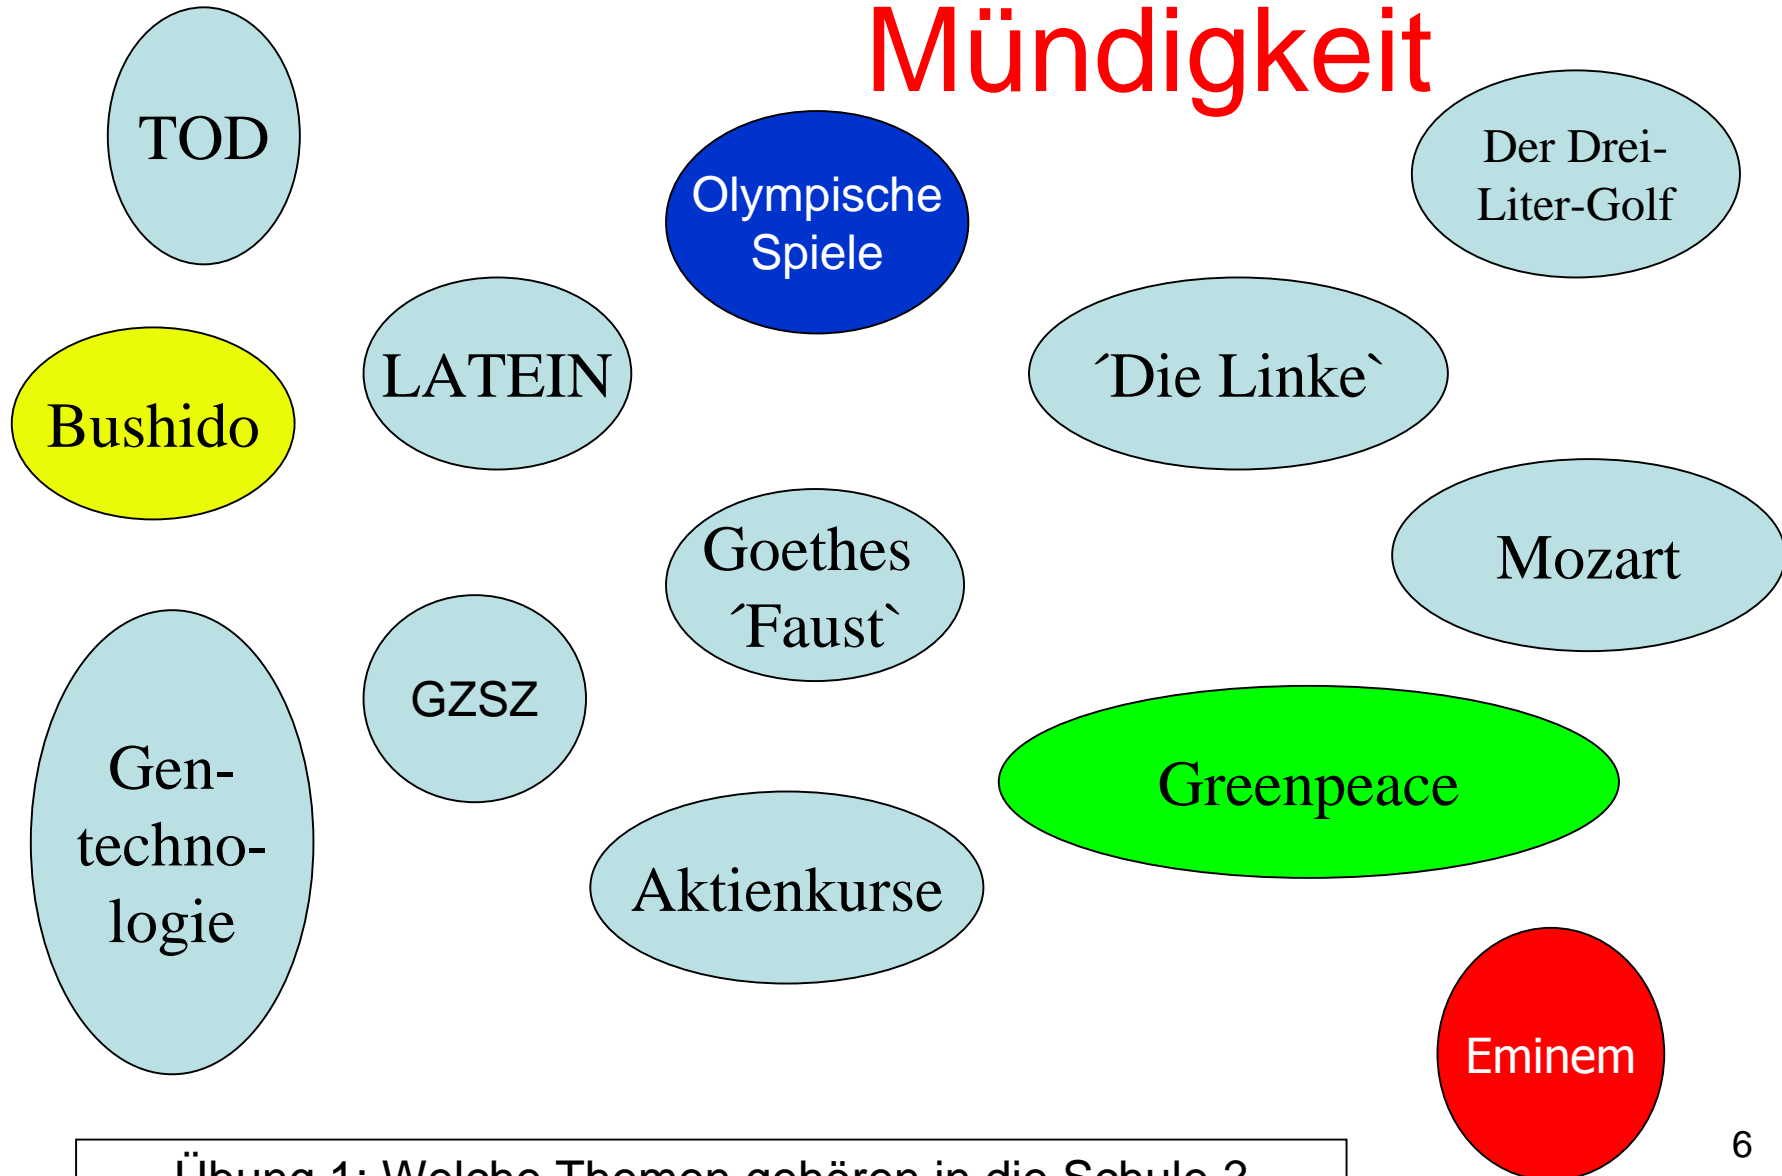 Mündigkeit
TOD
Olympische
Spiele
Der Drei-
Liter-Golf
Bushido
LATEIN
´Die Linke`
Goethes
´Faust`
Mozart
GZSZ
Gen-
techno-
logie
Greenpeace
Aktienkurse
Eminem
Übung 1: Welche Themen gehören in die Schule ?
6